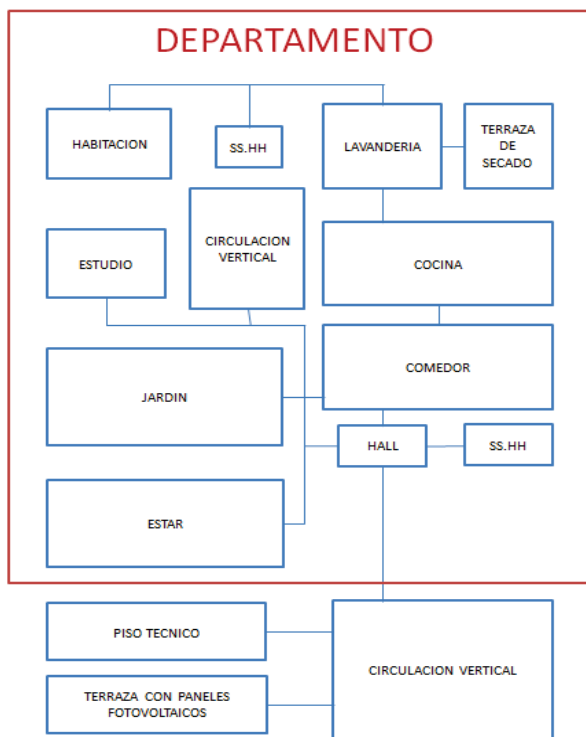 DEPARTAMENTO
HABITACION
SS.HH
LAVANDERIA
TERRAZA
DE
SECADO
CIRCULACION
VERTICAL
ESTUDIO
COCINA
JARDIN
COMEDOR
HALL
SS.HH
ESTAR
PISO TECNICO
CIRCULACION VERTICAL
TERRAZA CON PANELES
FOTOVOLTAICOS